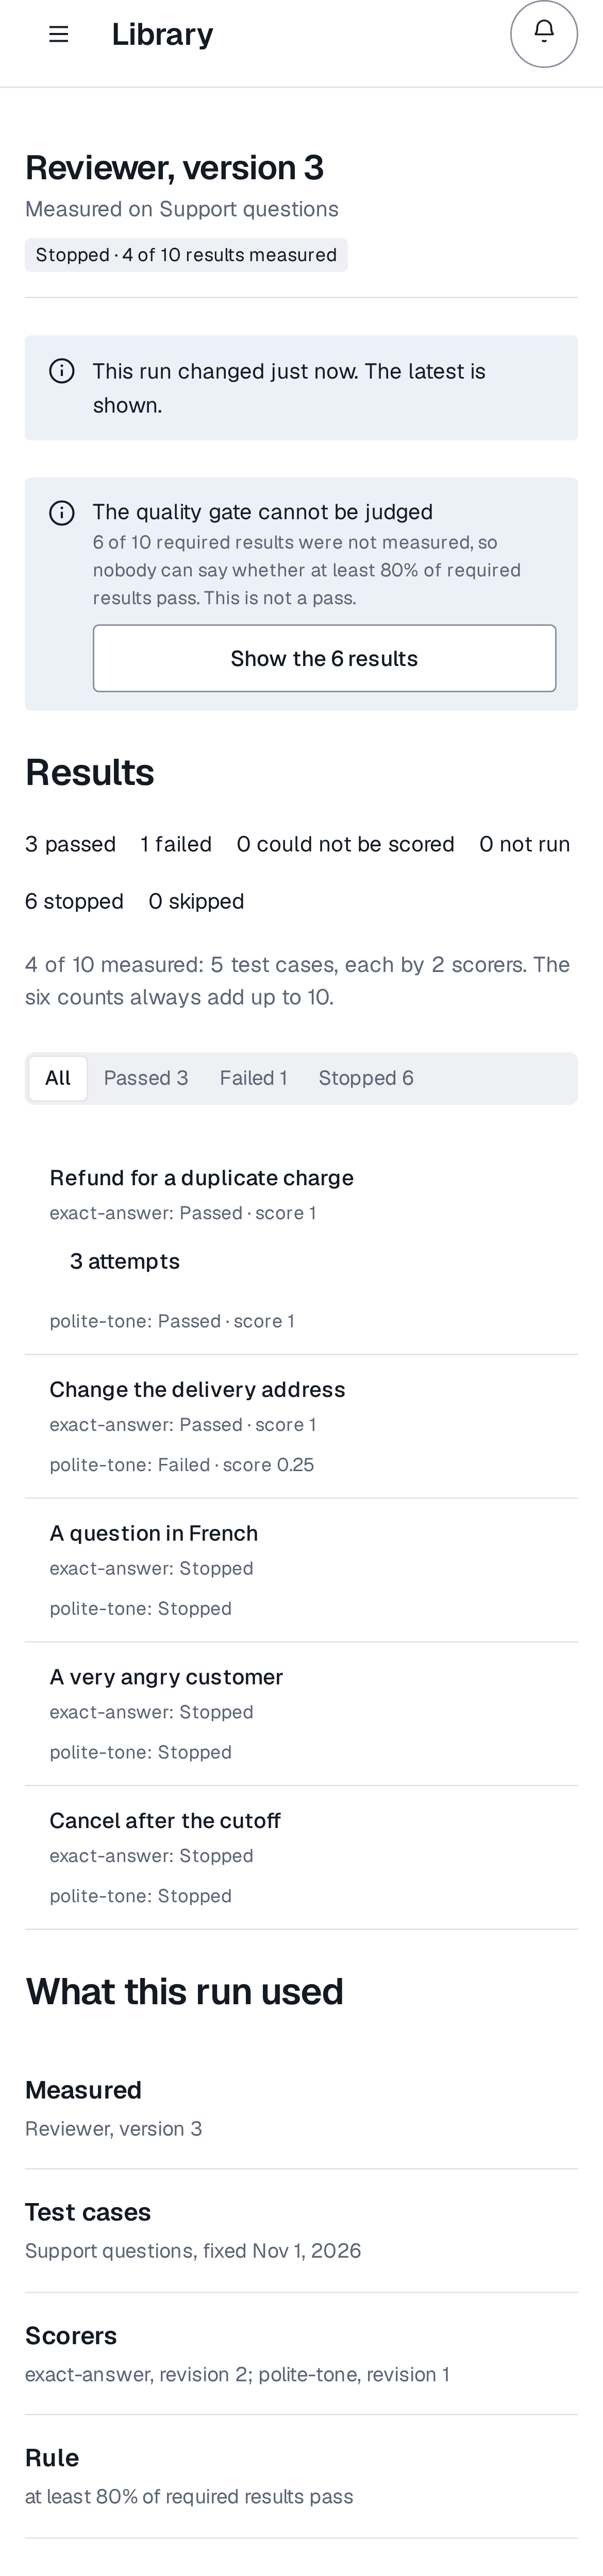 Library
Reviewer, version 3
Measured on Support questions
Stopped · 4 of 10 results measured
This run changed just now. The latest is
shown.
The quality gate cannot be judged
6 of 10 required results were not measured, so
nobody can say whether at least 80% of required
results pass. This is not a pass.
Show the 6 results
Results
3 passed 1 failed 0 could not be scored 0 not run
6 stopped 0 skipped
4 of 10 measured: 5 test cases, each by 2 scorers. The
six counts always add up to 10.
All Passed 3 Failed 1 Stopped 6
Refund for a duplicate charge
exact-answer: Passed · score 1
3 attempts
polite-tone: Passed · score 1
Change the delivery address
exact-answer: Passed · score 1
polite-tone: Failed · score 0.25
A question in French
exact-answer: Stopped
polite-tone: Stopped
A very angry customer
exact-answer: Stopped
polite-tone: Stopped
Cancel after the cutoff
exact-answer: Stopped
polite-tone: Stopped
What this run used
Measured
Reviewer, version 3
Test cases
Support questions, fixed Nov 1, 2026
Scorers
exact-answer, revision 2; polite-tone, revision 1
Rule
at least 80% of required results pass